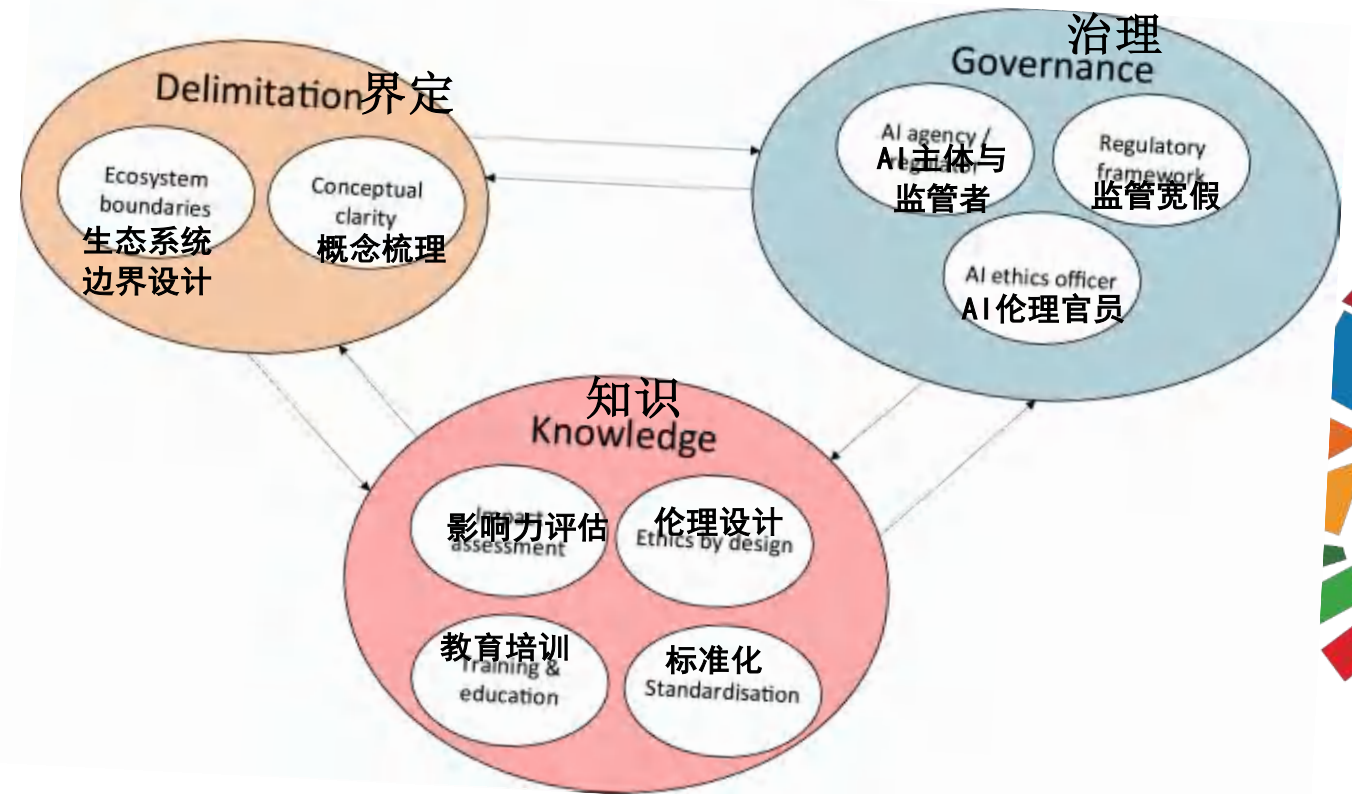 Delimitation界定
Ecosystem
boundaries
生态系统
边界设计
Conceptual
clarity
概念梳理
治理
Governance
AI agency /
regulator
AI主体与
监管者
Regulatory
framework
监管宽假
AI ethics officer
AI伦理官员
知识
Knowledge
Impact
assessment
影响力评估
伦理设计
Ethics by design
教育培训
Training &
education
标准化
Standardisation